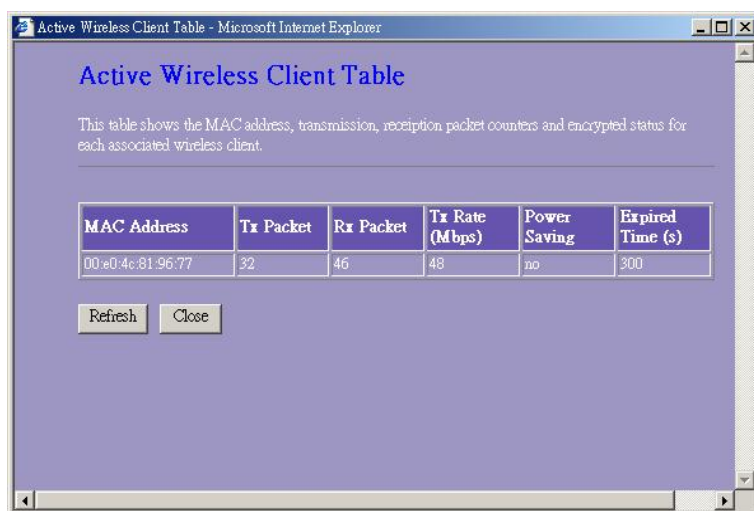 Active Wireless Client Table - Microsoft Internet Explorer
Active Wireless Client Table
This table shows the MAC address, transmission, receiption packet counters and encrypted status for
each associated wireless client.
MAC Address Tx Packet Rx Packet Tx Rate (Mbps) Power Saving Expired Time (s)
00:e0:4c:81:96:77 32 46 48 no 300
Refresh Close